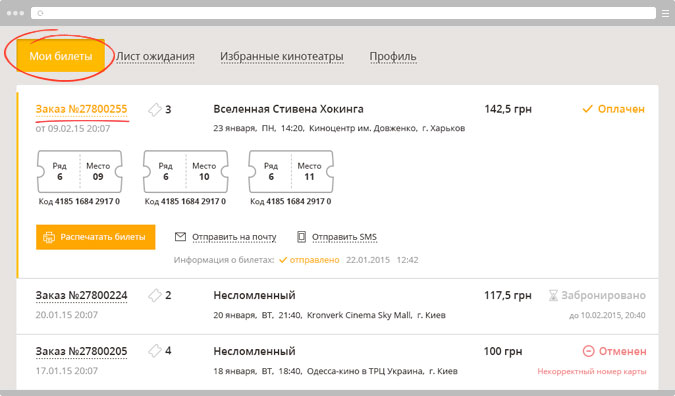 Мои билеты Лист ожидания Избранные кинотеатры Профиль
Заказ №27800255 3 Вселенная Стивена Хокинга 142,5 грн Оплачен
от 09.02.15 20:07 23 января, ПН, 14:20, Киноцентр им. Довженко, г. Харьков
Ряд Место Ряд Место Ряд Место
6 09 6 10 6 11
Код 4185 1684 2917 0 Код 4185 1684 2917 0 Код 4185 1684 2917 0
Распечатать билеты Отправить на почту Отправить SMS
Информация о билетах: отправлено 22.01.2015 12:42
Заказ №27800224 2 Несломленный 117,5 грн Забронировано
20.01.15 20:07 20 января, ВТ, 21:40, Kronverk Cinema Sky Mall, г. Киев до 10.02.2015, 20:40
Заказ №27800205 4 Несломленный 100 грн Отменен
17.01.15 20:07 18 января, ВТ, 18:40, Одесса-кино в ТРЦ Украина, г. Киев Некорректный номер карты